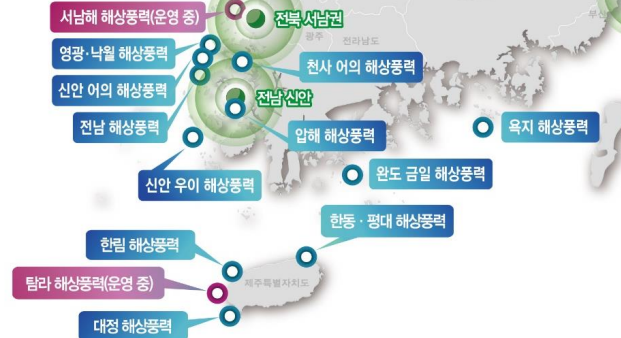 서남해 해상풍력(운영 중)
전북 서남권
부산
광주
전라남도
영광·낙월 해상풍력
천사 어의 해상풍력
신안 어의 해상풍력
전남 신안
전남 해상풍력
압해 해상풍력
욕지 해상풍력
신안 우이 해상풍력
완도 금일 해상풍력
한동·평대 해상풍력
한림 해상풍력
탐라 해상풍력(운영 중)
제주특별자치도
대정 해상풍력